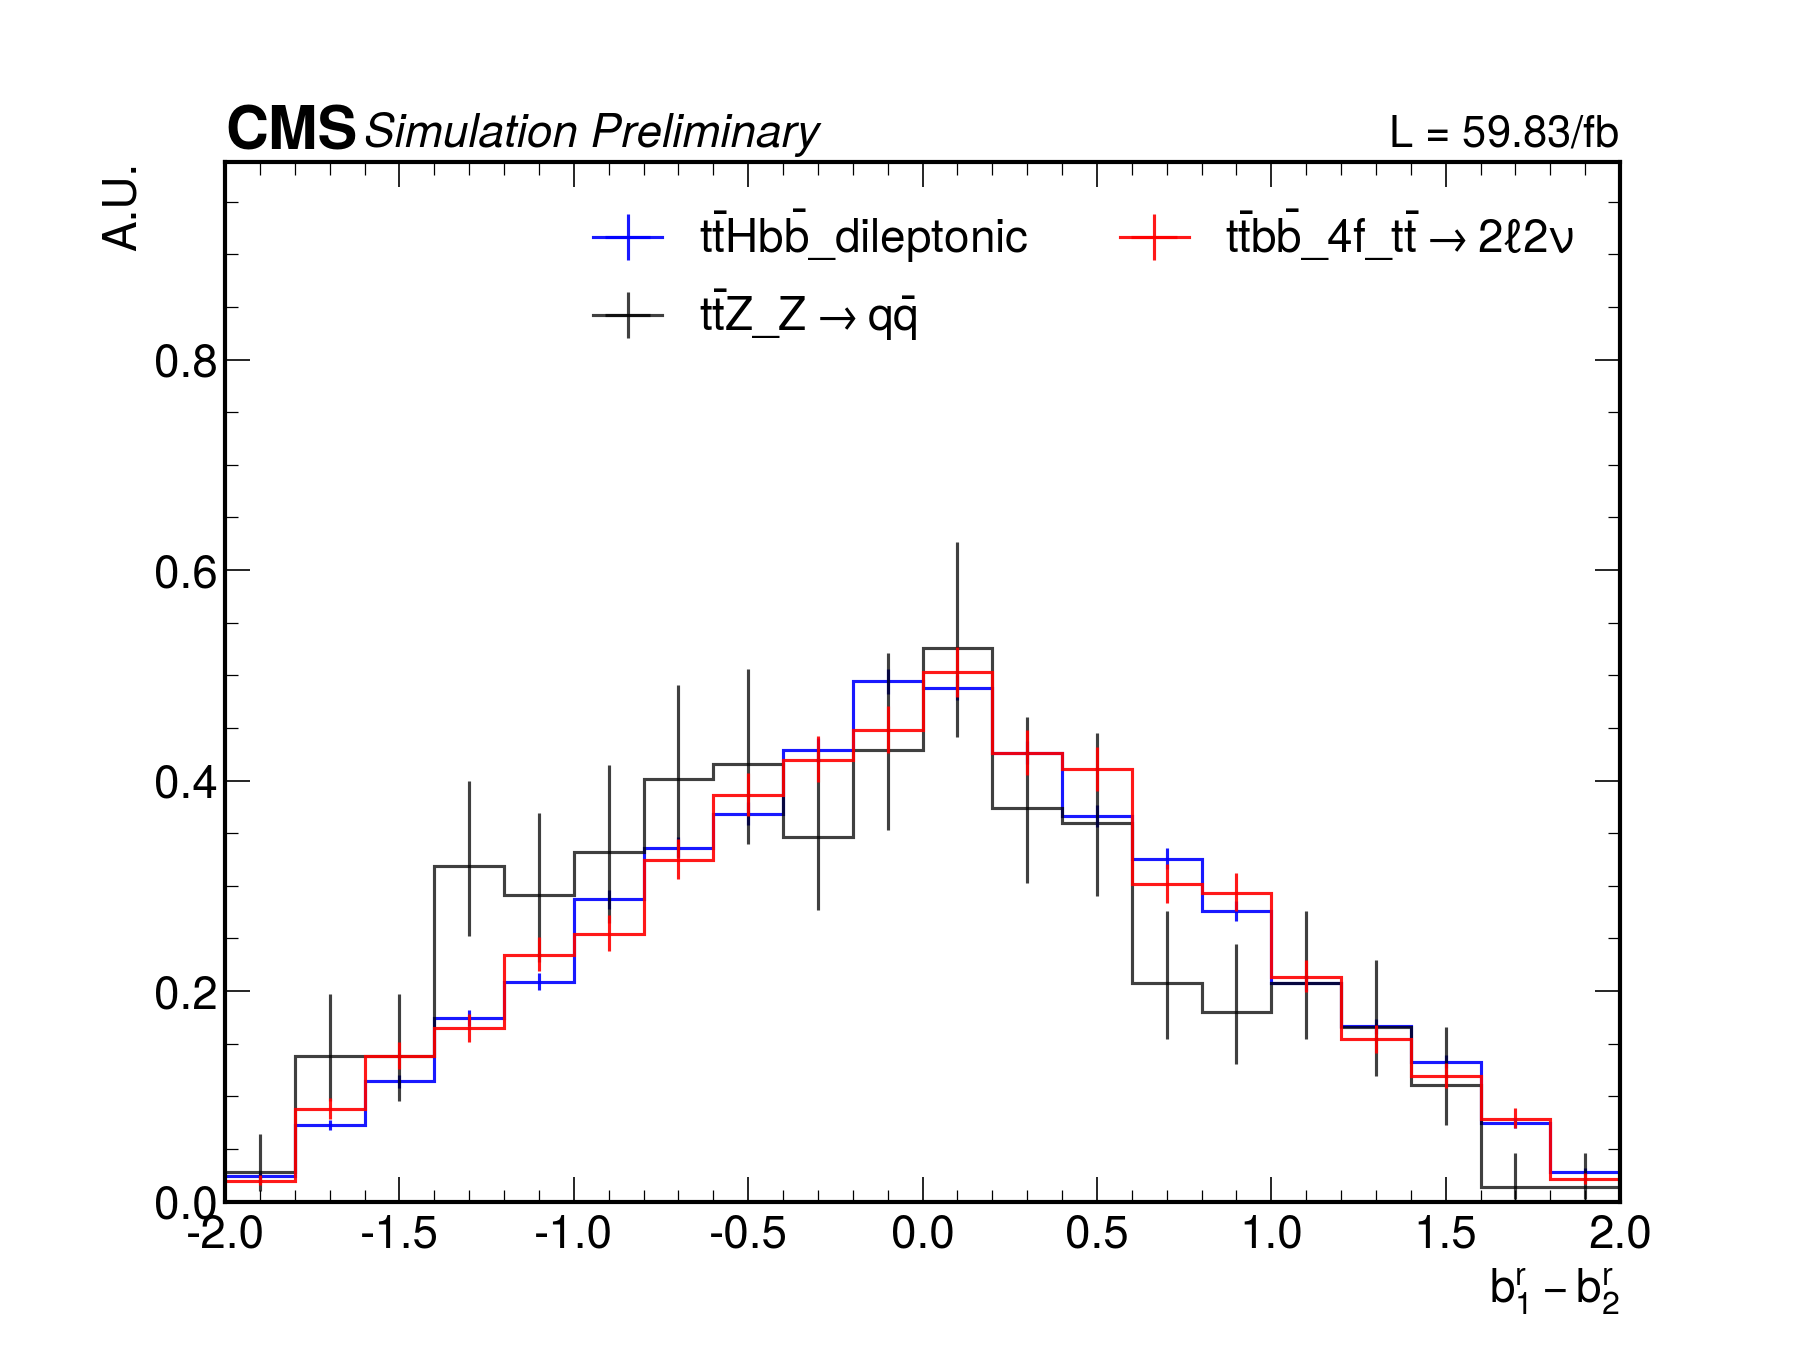 CMS Simulation Preliminary L = 59.83/fb
A.U.
tt̄Hbb̄_dileptonic tt̄bb̄_4f_tt̄ → 2ℓ2ν
tt̄Z_Z → qq̄
0.8
0.6
0.4
0.2
0.0
-2.0 -1.5 -1.0 -0.5 0.0 0.5 1.0 1.5 2.0
b₁ʳ − b₂ʳ